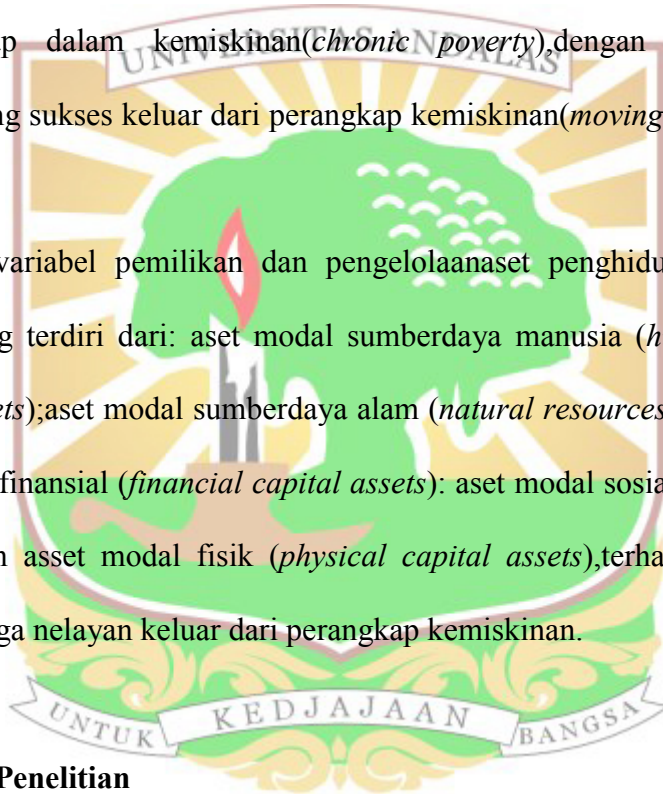 p dalam kemiskinan(chronic poverty),dengan
UNIVERSITAS ANDALAS
ng sukses keluar dari perangkap kemiskinan(moving
variabel pemilikan dan pengelolaanaset penghidu
g terdiri dari: aset modal sumberdaya manusia (h
ets);aset modal sumberdaya alam (natural resources
finansial (financial capital assets): aset modal sosia
n asset modal fisik (physical capital assets),terha
ga nelayan keluar dari perangkap kemiskinan.
UNTUK KEDJAJAAN BANGSA
Penelitian